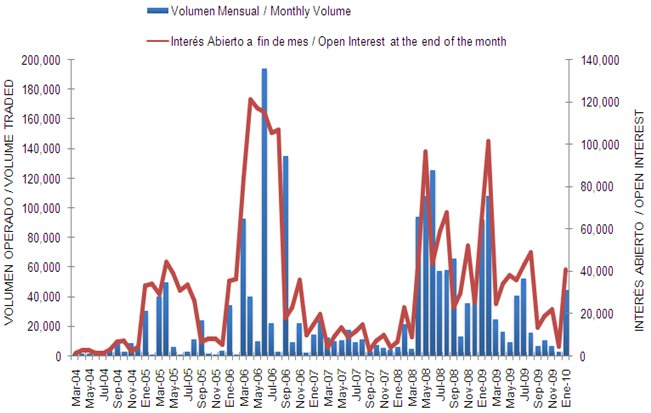 Volumen Mensual / Monthly Volume
Interés Abierto a fin de mes / Open Interest at the end of the month
VOLUMEN OPERADO / VOLUME TRADED
200,000
180,000
160,000
140,000
120,000
100,000
80,000
60,000
40,000
20,000
0
140,000
120,000
100,000
80,000
60,000
40,000
20,000
0
INTERÉS ABIERTO / OPEN INTEREST
Mar-04
May-04
Jul-04
Sep-04
Nov-04
Ene-05
Mar-05
May-05
Jul-05
Sep-05
Nov-05
Ene-06
Mar-06
May-06
Jul-06
Sep-06
Nov-06
Ene-07
Mar-07
May-07
Jul-07
Sep-07
Nov-07
Ene-08
Mar-08
May-08
Jul-08
Sep-08
Nov-08
Ene-09
Mar-09
May-09
Jul-09
Sep-09
Nov-09
Ene-10